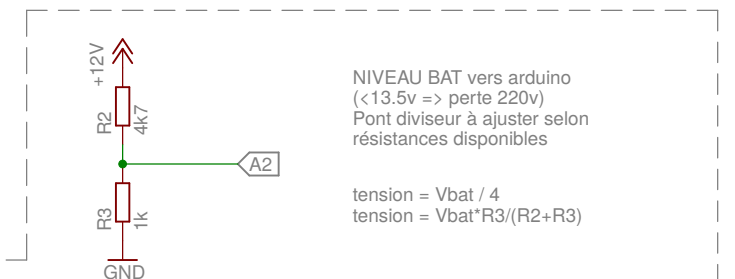 +12V
R2
4k7
A2
R3
1k
GND
NIVEAU BAT vers arduino
(<13.5v => perte 220v)
Pont diviseur à ajuster selon
résistances disponibles
tension = Vbat / 4
tension = Vbat*R3/(R2+R3)